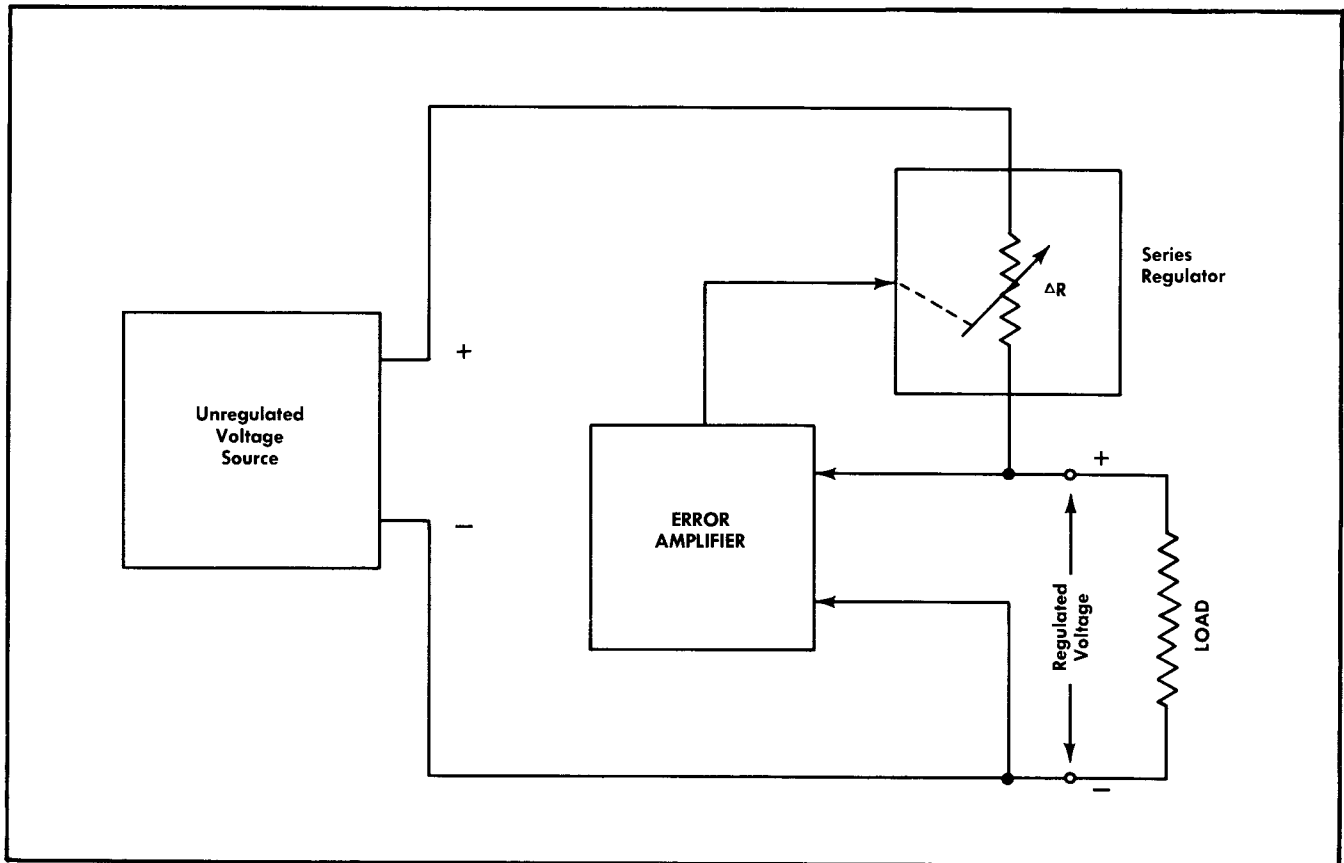 Series
Regulator
ΔR
+
Unregulated
Voltage
Source
−
+
ERROR
AMPLIFIER
Regulated
Voltage
LOAD
−